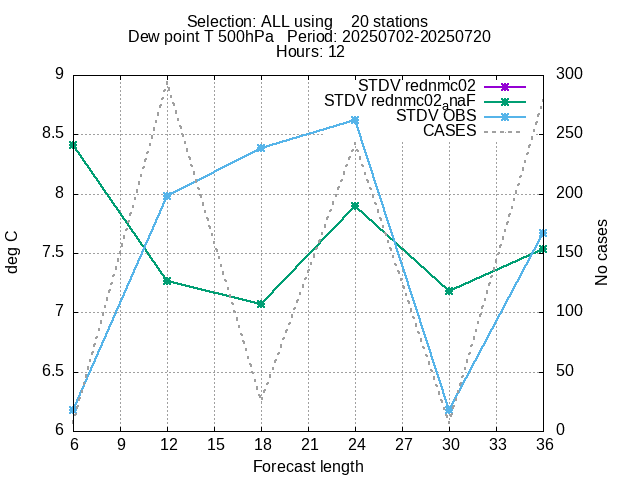 Selection: ALL using    20 stations
Dew point T 500hPa   Period: 20250702-20250720
Hours: 12
STDV rednmc02
STDV rednmc02anaF
STDV OBS
CASES
9
8.5
8
7.5
7
6.5
6
300
250
200
150
100
50
0
deg C
No cases
6 9 12 15 18 21 24 27 30 33 36
Forecast length